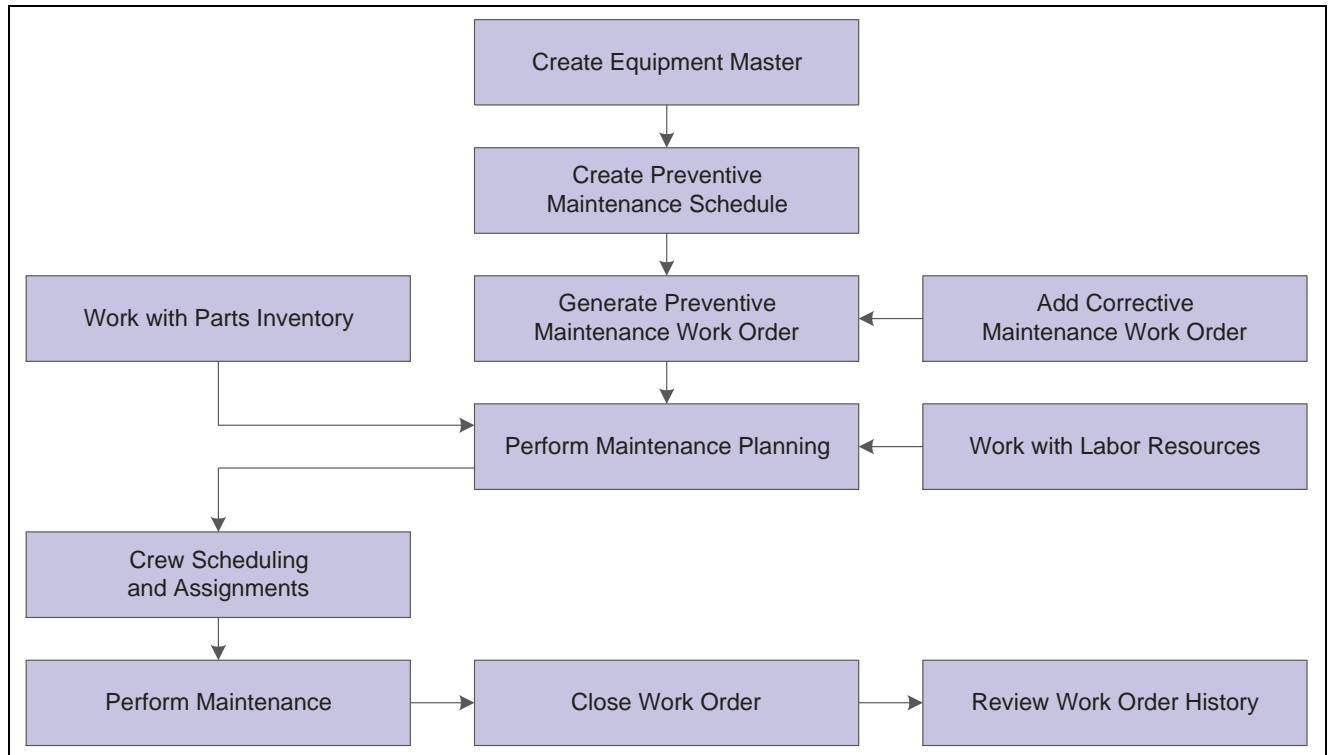 Create Equipment Master
Create Preventive
Maintenance Schedule
Work with Parts Inventory
Generate Preventive
Maintenance Work Order
Add Corrective
Maintenance Work Order
Perform Maintenance Planning
Work with Labor Resources
Crew Scheduling
and Assignments
Perform Maintenance
Close Work Order
Review Work Order History